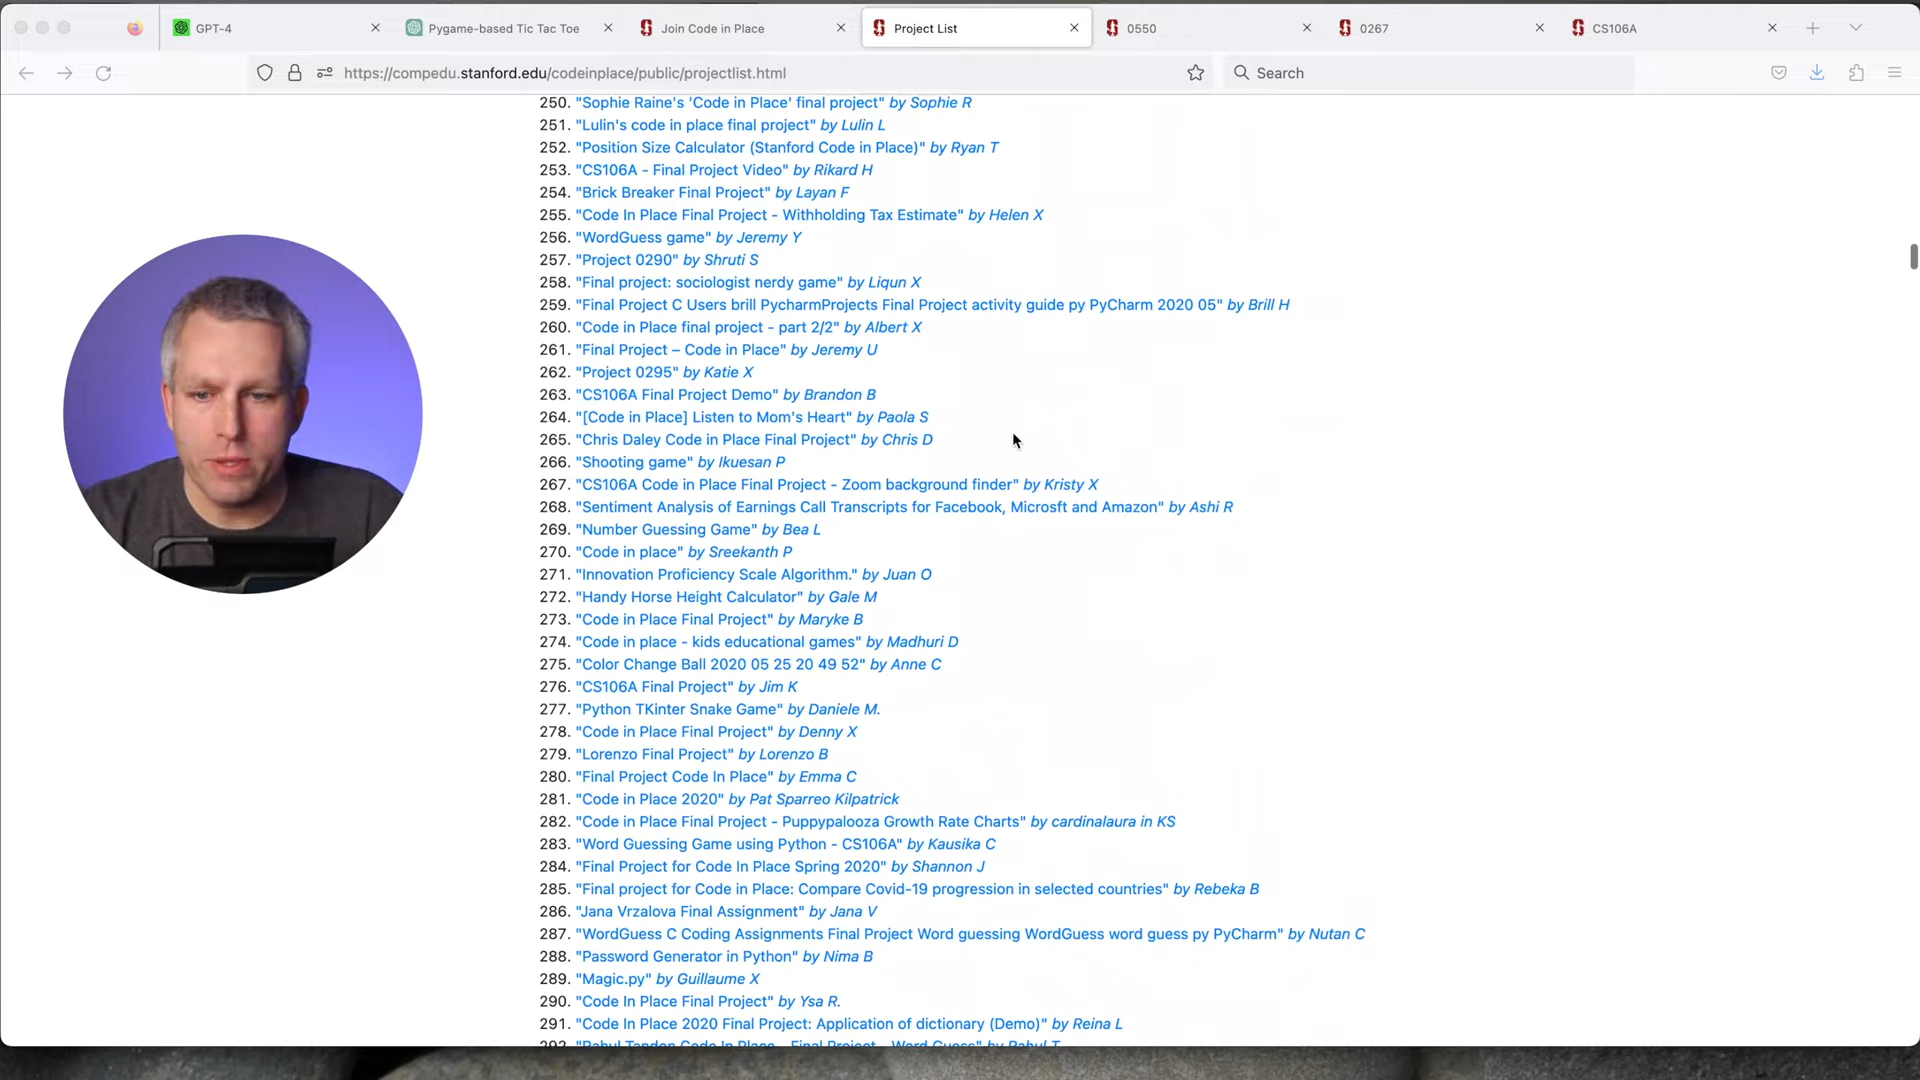 GPT-4
Pygame-based Tic Tac Toe
Join Code in Place
Project List
0550
0267
CS106A
https://compedu.stanford.edu/codeinplace/public/projectlist.html
Search
250. "Sophie Raine's 'Code in Place' final project" by Sophie R
251. "Lulin's code in place final project" by Lulin L
252. "Position Size Calculator (Stanford Code in Place)" by Ryan T
253. "CS106A - Final Project Video" by Rikard H
254. "Brick Breaker Final Project" by Layan F
255. "Code In Place Final Project - Withholding Tax Estimate" by Helen X
256. "WordGuess game" by Jeremy Y
257. "Project 0290" by Shruti S
258. "Final project: sociologist nerdy game" by Liqun X
259. "Final Project C Users brill PycharmProjects Final Project activity guide py PyCharm 2020 05" by Brill H
260. "Code in Place final project - part 2/2" by Albert X
261. "Final Project – Code in Place" by Jeremy U
262. "Project 0295" by Katie X
263. "CS106A Final Project Demo" by Brandon B
264. "[Code in Place] Listen to Mom's Heart" by Paola S
265. "Chris Daley Code in Place Final Project" by Chris D
266. "Shooting game" by Ikuesan P
267. "CS106A Code in Place Final Project - Zoom background finder" by Kristy X
268. "Sentiment Analysis of Earnings Call Transcripts for Facebook, Microsft and Amazon" by Ashi R
269. "Number Guessing Game" by Bea L
270. "Code in place" by Sreekanth P
271. "Innovation Proficiency Scale Algorithm." by Juan O
272. "Handy Horse Height Calculator" by Gale M
273. "Code in Place Final Project" by Maryke B
274. "Code in place - kids educational games" by Madhuri D
275. "Color Change Ball 2020 05 25 20 49 52" by Anne C
276. "CS106A Final Project" by Jim K
277. "Python TKinter Snake Game" by Daniele M.
278. "Code in Place Final Project" by Denny X
279. "Lorenzo Final Project" by Lorenzo B
280. "Final Project Code In Place" by Emma C
281. "Code in Place 2020" by Pat Sparreo Kilpatrick
282. "Code in Place Final Project - Puppypalooza Growth Rate Charts" by cardinalaura in KS
283. "Word Guessing Game using Python - CS106A" by Kausika C
284. "Final Project for Code In Place Spring 2020" by Shannon J
285. "Final project for Code in Place: Compare Covid-19 progression in selected countries" by Rebeka B
286. "Jana Vrzalova Final Assignment" by Jana V
287. "WordGuess C Coding Assignments Final Project Word guessing WordGuess word guess py PyCharm" by Nutan C
288. "Password Generator in Python" by Nima B
289. "Magic.py" by Guillaume X
290. "Code In Place Final Project" by Ysa R.
291. "Code In Place 2020 Final Project: Application of dictionary (Demo)" by Reina L
292. "Rahul Tandon Code In Place - Final Project - Word Guess" by Rahul T